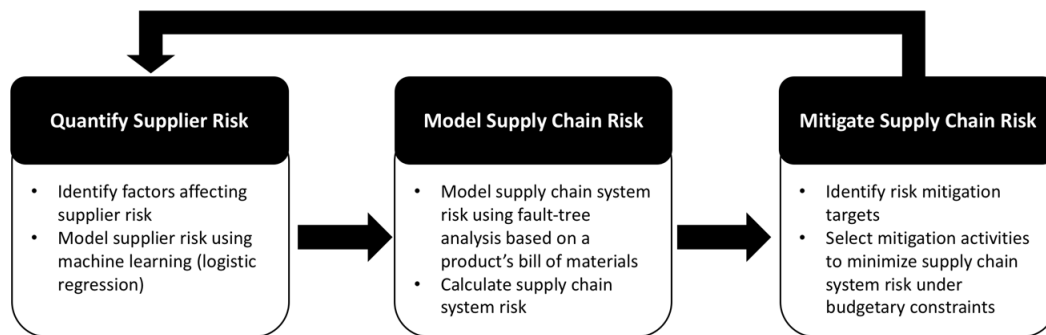 Quantify Supplier Risk
• Identify factors affecting
supplier risk
• Model supplier risk using
machine learning (logistic
regression)
Model Supply Chain Risk
• Model supply chain system
risk using fault-tree
analysis based on a
product's bill of materials
• Calculate supply chain
system risk
Mitigate Supply Chain Risk
• Identify risk mitigation
targets
• Select mitigation activities
to minimize supply chain
system risk under
budgetary constraints